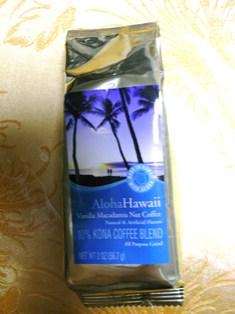 AlohaHawaii
Vanilla Macadamia Nut Coffee
Natural & Artificial Flavors
10% KONA COFFEE BLEND
All Purpose Grind
NET WT 2 OZ (56.7g)